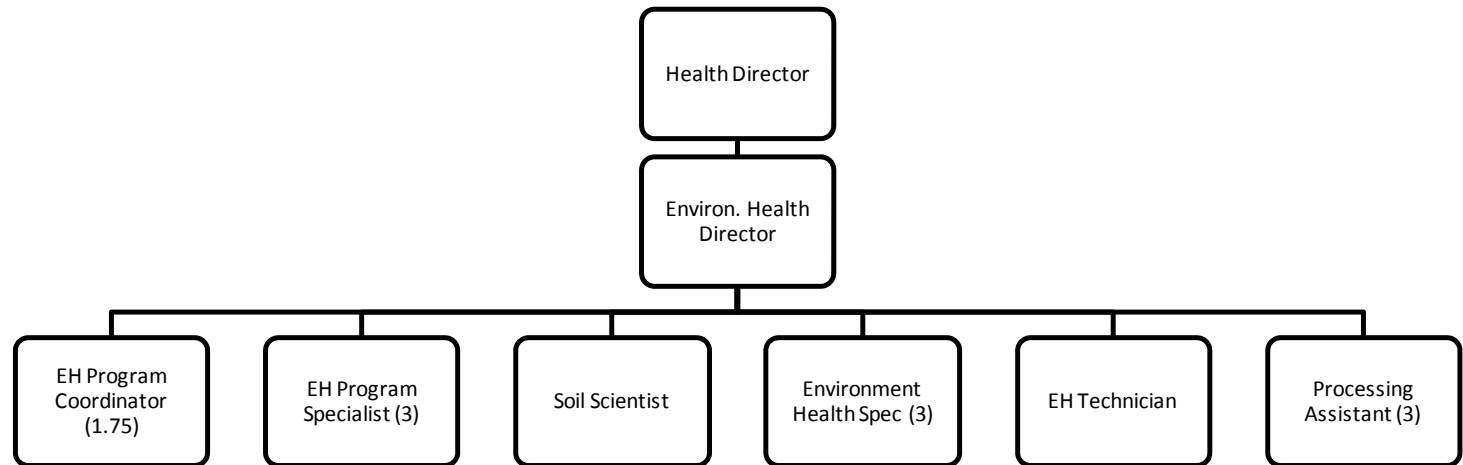 Health Director
Environ. Health
Director
EH Program
Coordinator
(1.75)
EH Program
Specialist (3)
Soil Scientist
Environment
Health Spec (3)
EH Technician
Processing
Assistant (3)